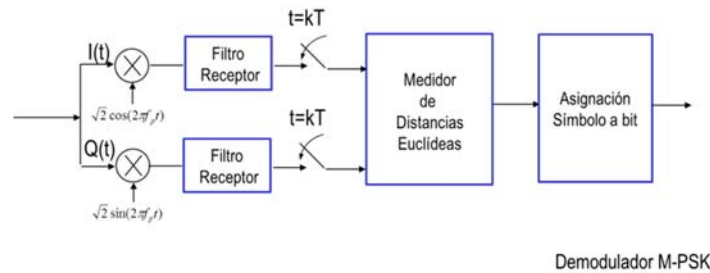 I(t)
√2 cos(2πf_p t)
Filtro
Receptor
t=kT
Q(t)
√2 sin(2πf_p t)
Filtro
Receptor
t=kT
Medidor
de
Distancias
Euclídeas
Asignación
Símbolo a bit
Demodulador M-PSK